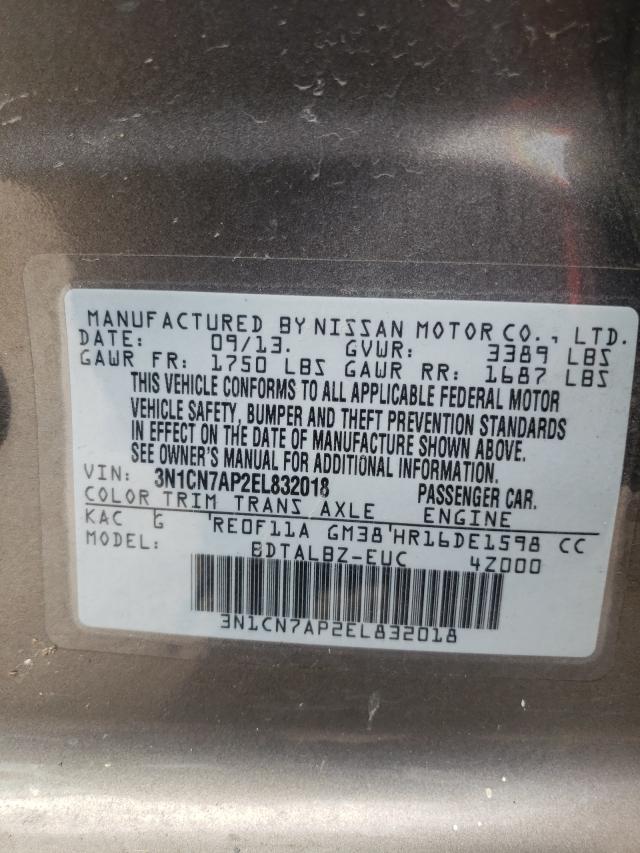 MANUFACTURED BY NISSAN MOTOR CO., LTD.
DATE: 09/13. GVWR: 3389 LBS
GAWR FR: 1750 LBS GAWR RR: 1687 LBS
THIS VEHICLE CONFORMS TO ALL APPLICABLE FEDERAL MOTOR
VEHICLE SAFETY, BUMPER AND THEFT PREVENTION STANDARDS
IN EFFECT ON THE DATE OF MANUFACTURE SHOWN ABOVE.
SEE OWNER'S MANUAL FOR ADDITIONAL INFORMATION.
VIN: 3N1CN7AP2EL832018 PASSENGER CAR.
COLOR TRIM TRANS AXLE ENGINE
KAC G RE0F11A GM38 HR16DE1598 CC
MODEL: BDTALBZ-EUC 4Z000
3N1CN7AP2EL832018